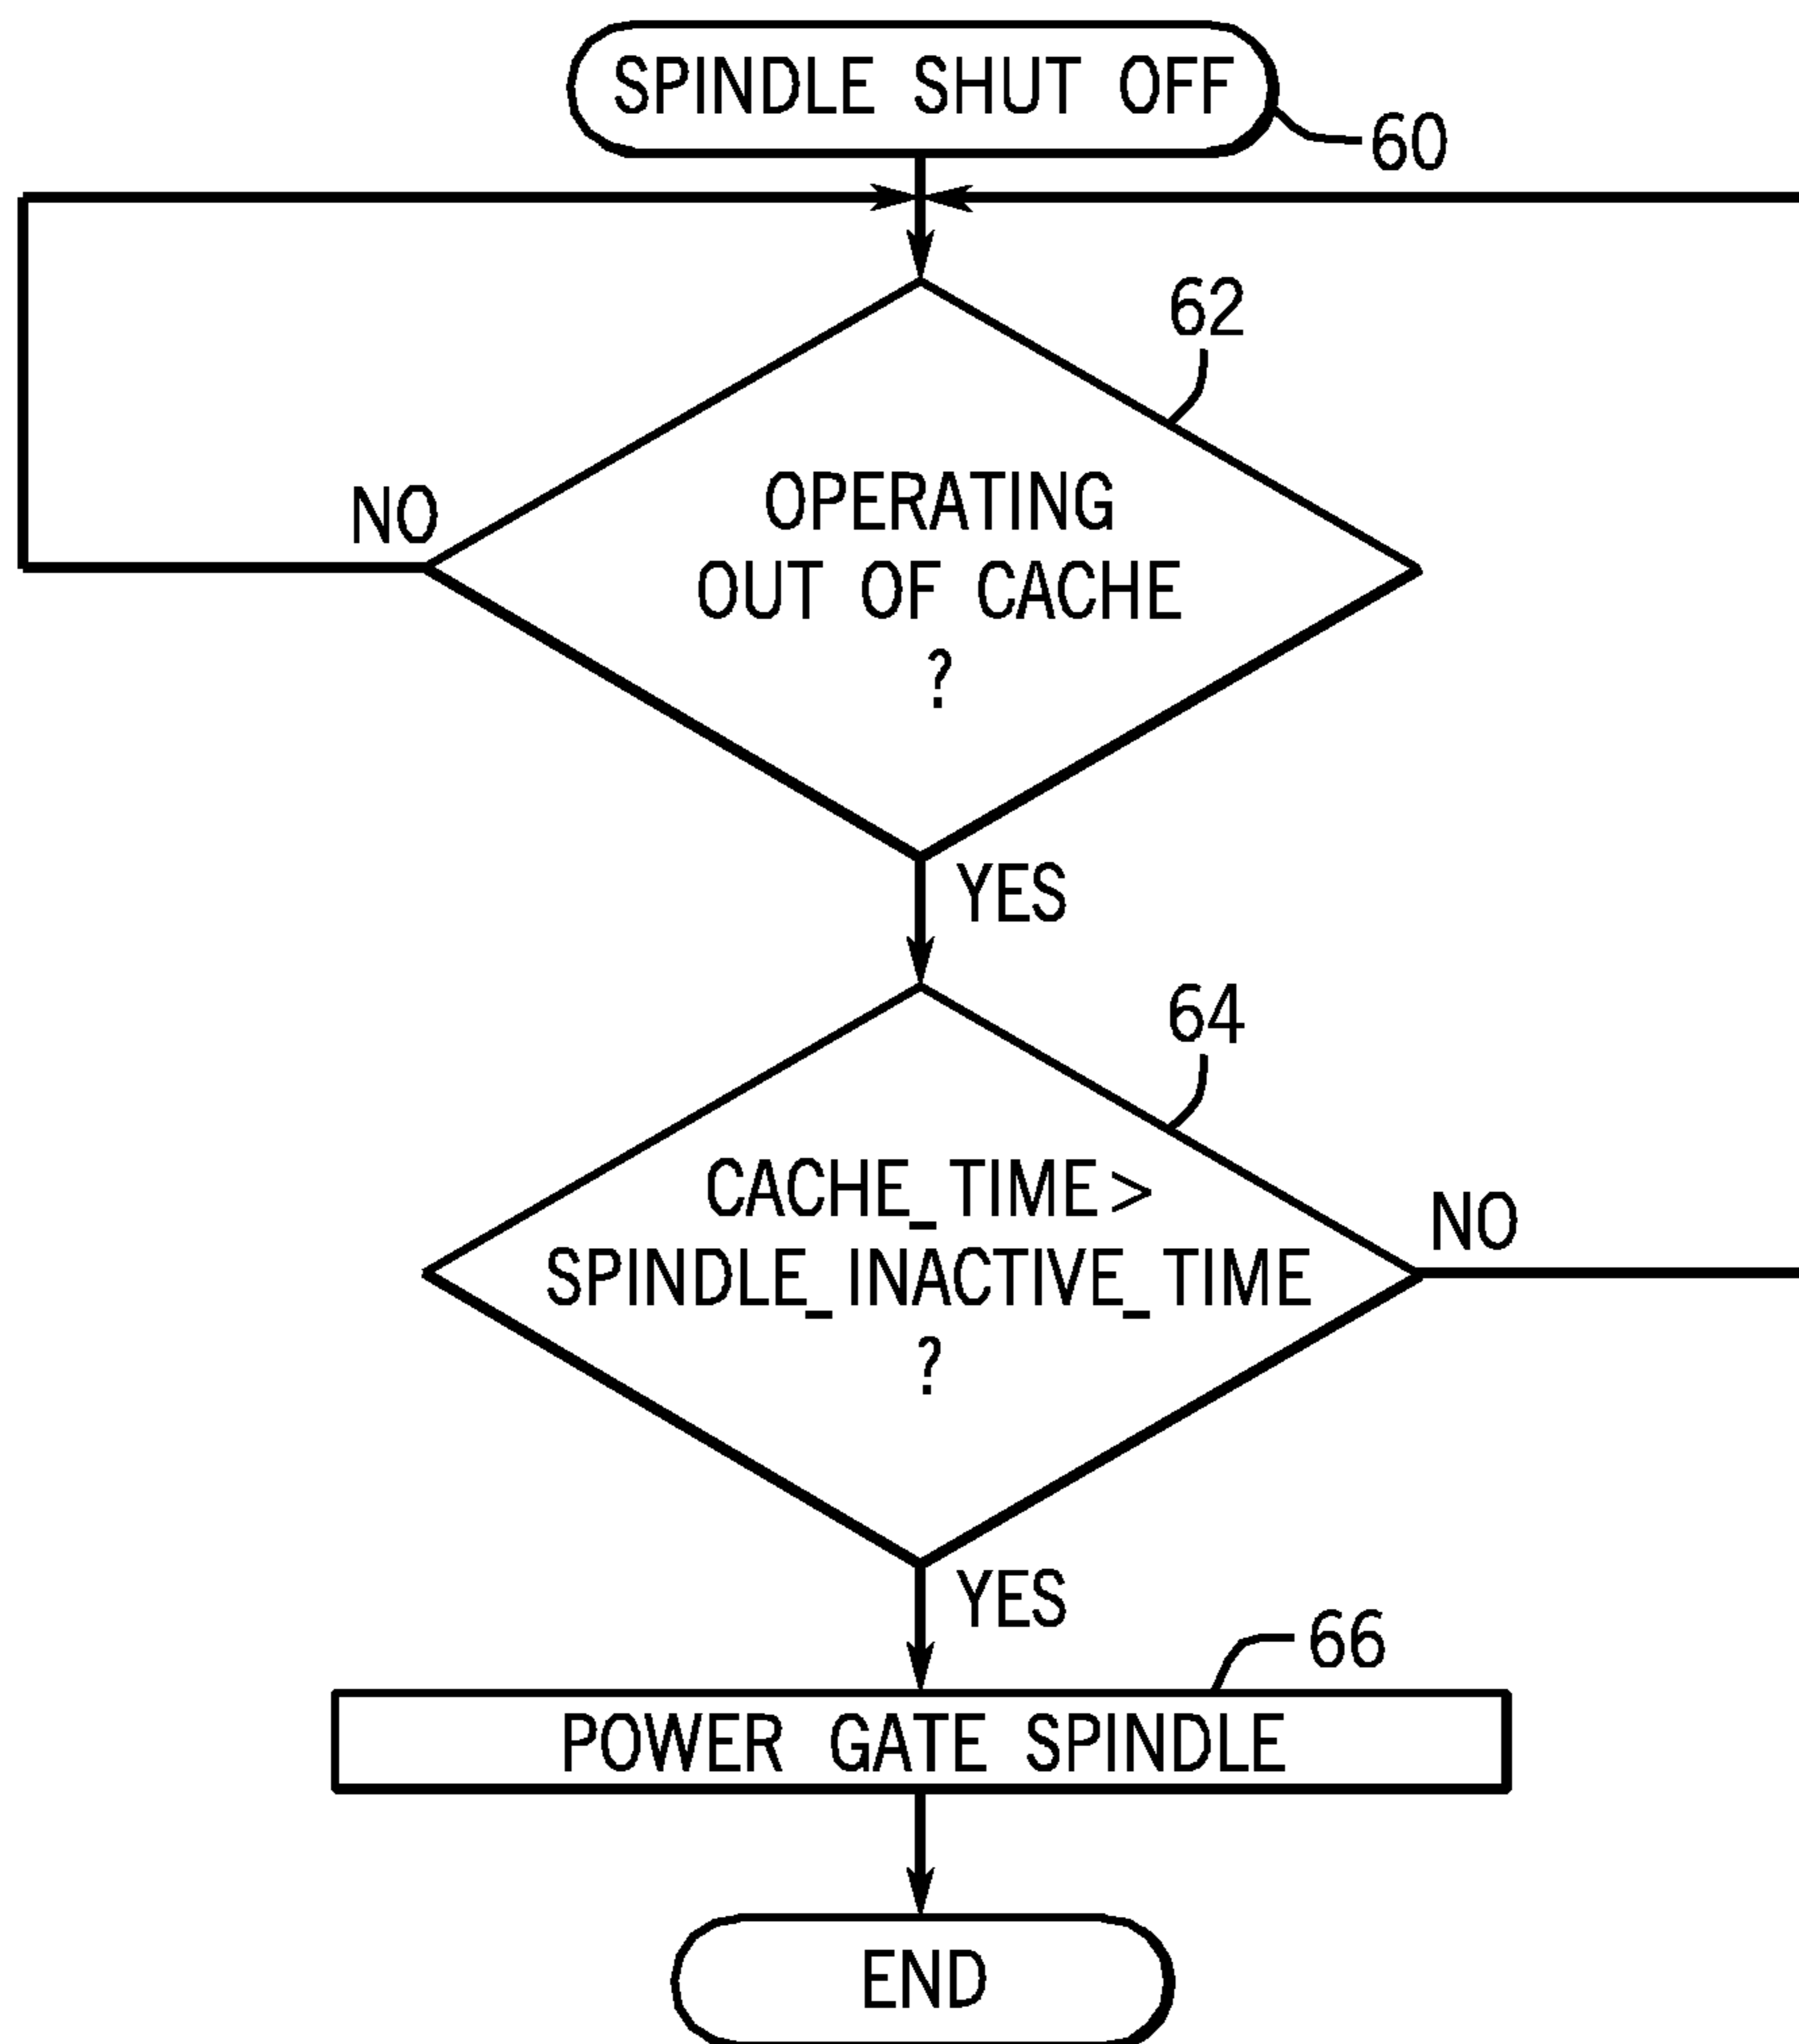 SPINDLE SHUT OFF
60
62
OPERATING
OUT OF CACHE
?
NO
YES
64
CACHE_TIME>
SPINDLE_INACTIVE_TIME
?
NO
YES
66
POWER GATE SPINDLE
END